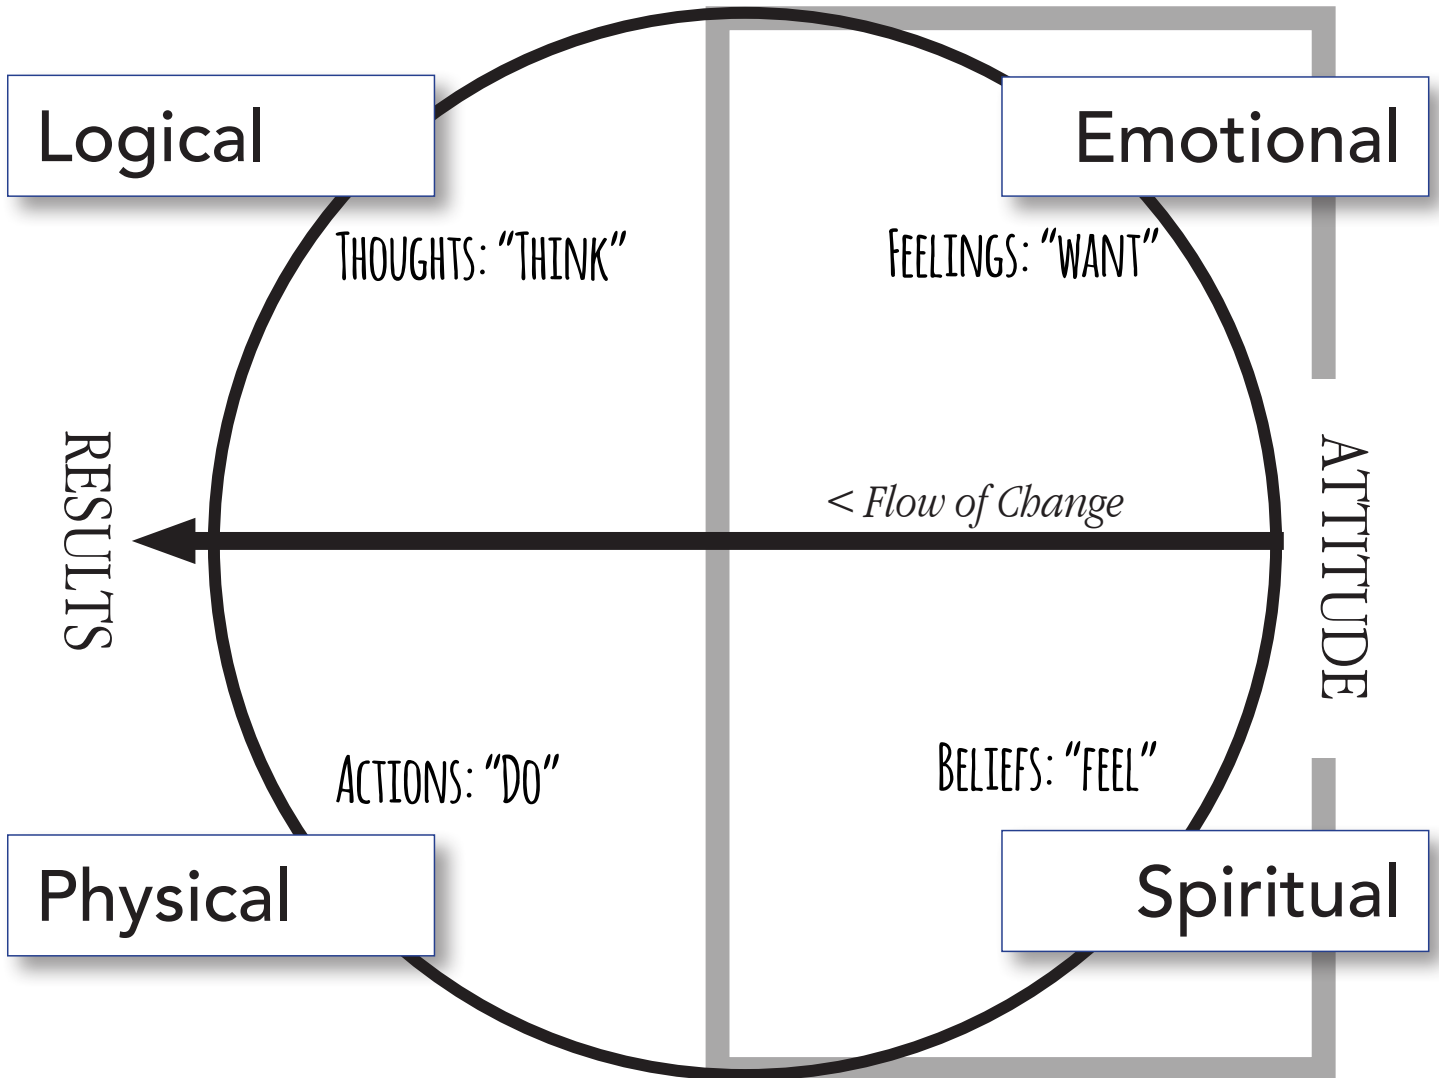 Logical
Emotional
Thoughts: “Think”
Feelings: “want”
RESULTS
< Flow of Change
ATTITUDE
Actions: “Do”
Beliefs: “feel”
Physical
Spiritual